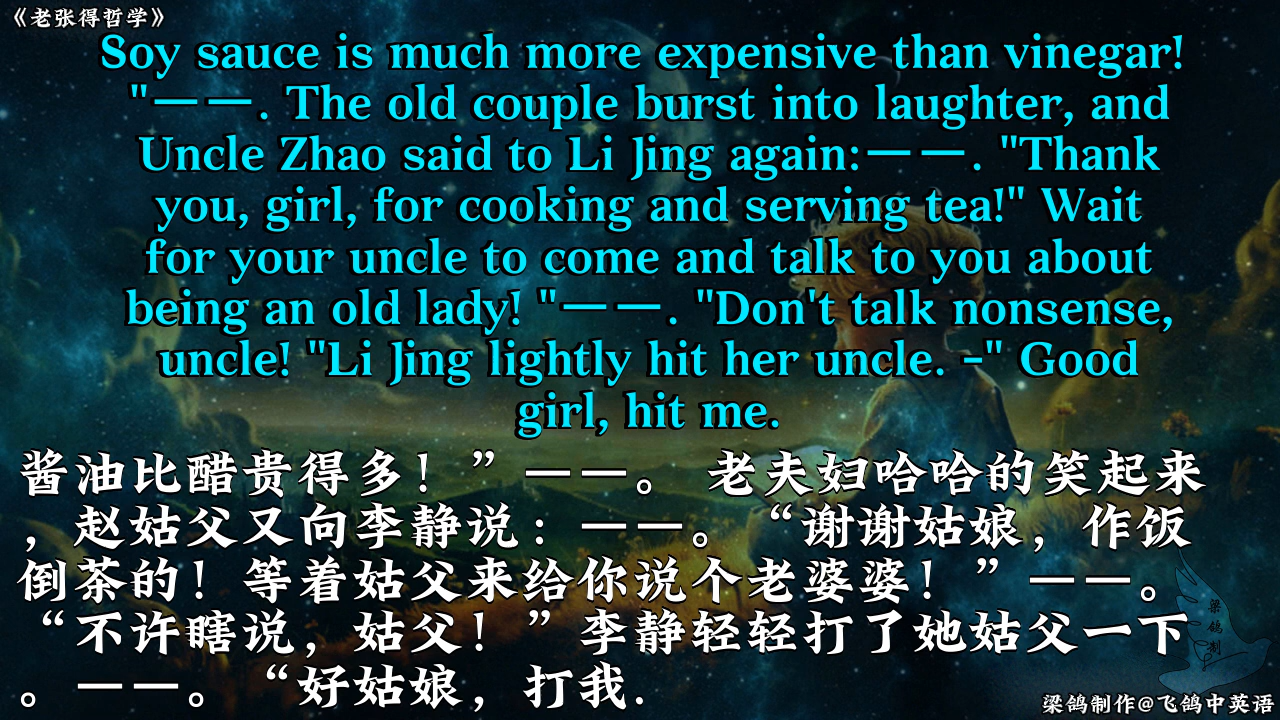 《老张得哲学》
Soy sauce is much more expensive than vinegar!
"——. The old couple burst into laughter, and
Uncle Zhao said to Li Jing again:——. "Thank
you, girl, for cooking and serving tea!" Wait
for your uncle to come and talk to you about
being an old lady! "——. "Don't talk nonsense,
uncle! "Li Jing lightly hit her uncle. -" Good
girl, hit me.
酱油比醋贵得多！”——。 老夫妇哈哈的笑起来
，赵姑父又向李静说：——。“谢谢姑娘，作饭
倒茶的！等着姑父来给你说个老婆婆！”——。
“不许瞎说，姑父！”李静轻轻打了她姑父一下
。——。“好姑娘，打我.
梁鸽制
梁鸽制作@飞鸽中英语